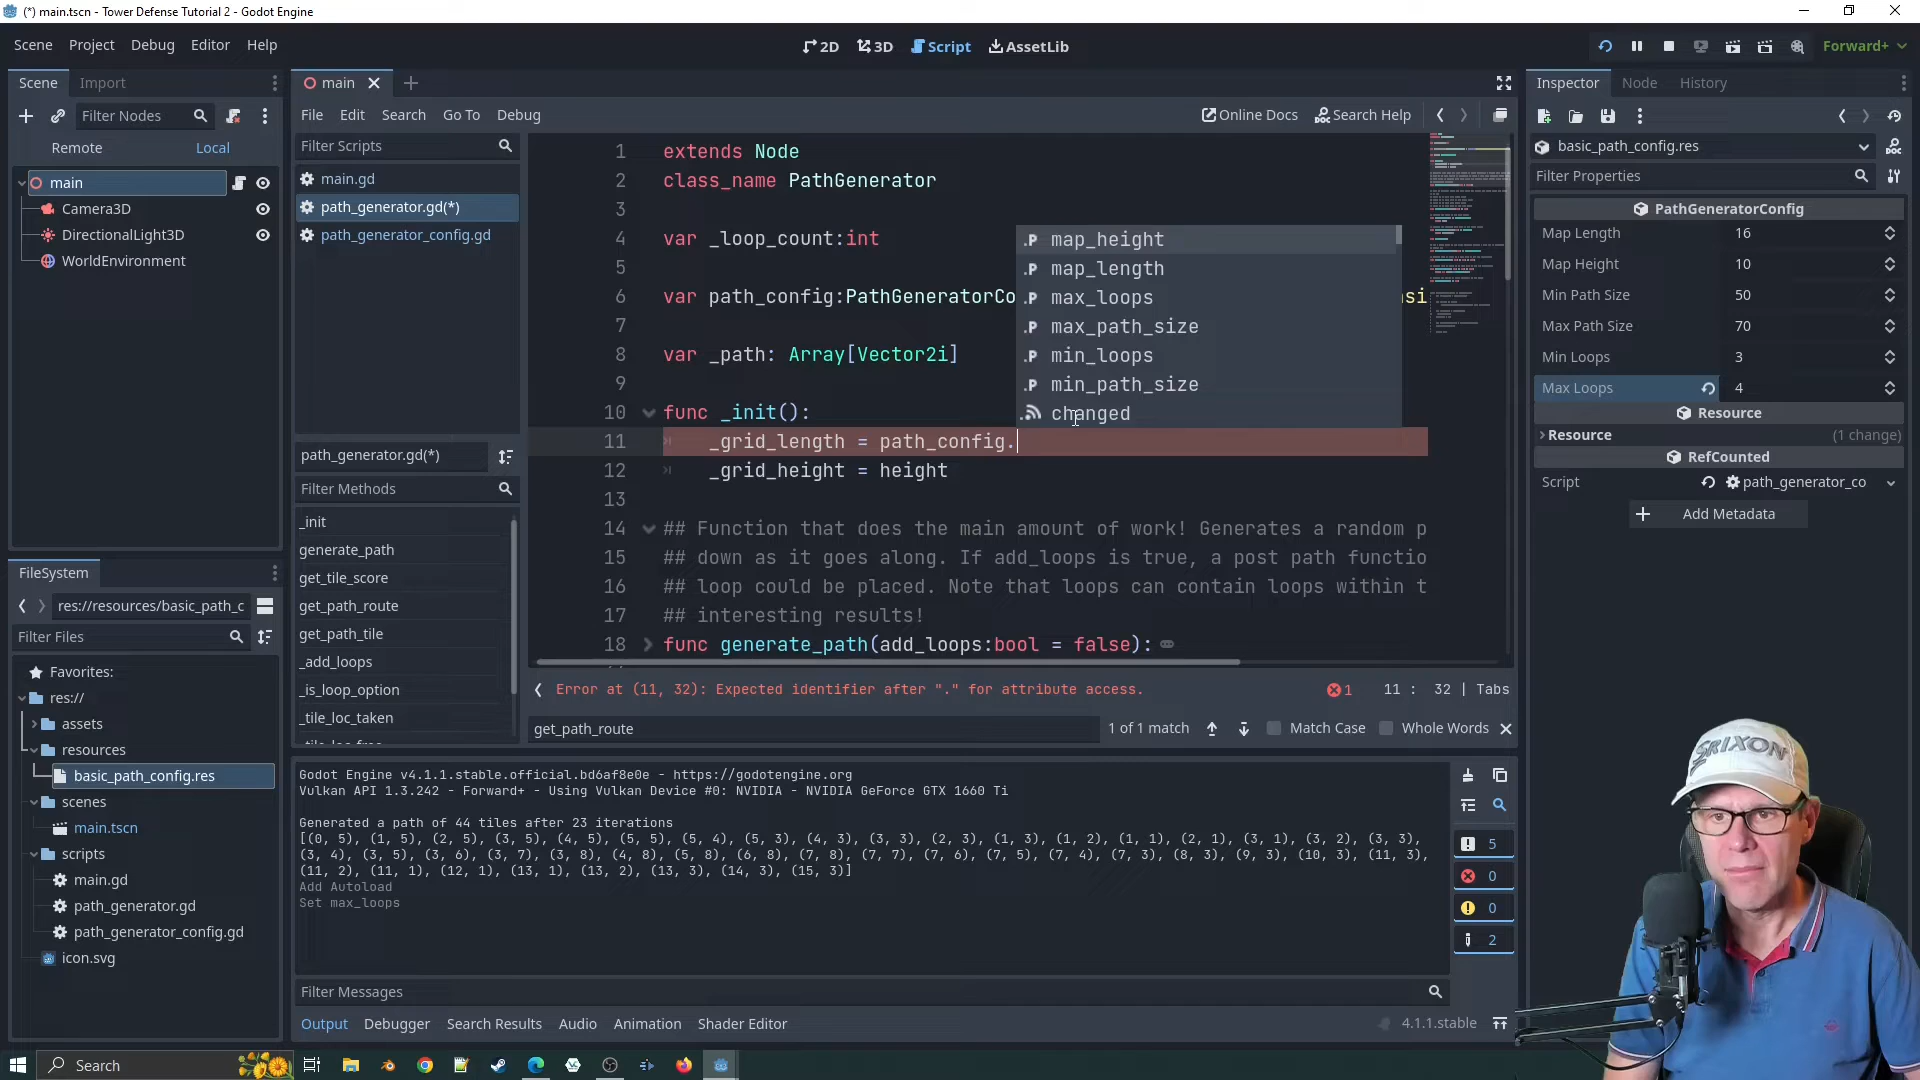 (*) main.tscn - Tower Defense Tutorial 2 - Godot Engine
Scene Project Debug Editor Help
2D 3D Script AssetLib
Forward+
Scene Import
Filter Nodes
Remote Local
main
Camera3D
DirectionalLight3D
WorldEnvironment
FileSystem
res://resources/basic_path_c
Filter Files
Favorites:
res://
assets
resources
basic_path_config.res
scenes
main.tscn
scripts
main.gd
path_generator.gd
path_generator_config.gd
icon.svg
main
File Edit Search Go To Debug
Online Docs Search Help
Filter Scripts
main.gd
path_generator.gd(*)
path_generator_config.gd
path_generator.gd(*)
Filter Methods
_init
generate_path
get_tile_score
get_path_route
get_path_tile
_add_loops
_is_loop_option
_tile_loc_taken
1 extends Node
2 class_name PathGenerator
3
4 var _loop_count:int
5
6 var path_config:PathGeneratorCo
7
8 var _path: Array[Vector2i]
9
10 func _init():
11 _grid_length = path_config.
12 _grid_height = height
13
14 ## Function that does the main amount of work! Generates a random p
15 ## down as it goes along. If add_loops is true, a post path functio
16 ## loop could be placed. Note that loops can contain loops within t
17 ## interesting results!
18 func generate_path(add_loops:bool = false):
.P map_height
.P map_length
.P max_loops
.P max_path_size
.P min_loops
.P min_path_size
changed
Error at (11, 32): Expected identifier after "." for attribute access.
1 11 : 32 | Tabs
get_path_route
1 of 1 match Match Case Whole Words
Godot Engine v4.1.1.stable.official.bd6af8e0e - https://godotengine.org
Vulkan API 1.3.242 - Forward+ - Using Vulkan Device #0: NVIDIA - NVIDIA GeForce GTX 1660 Ti
Generated a path of 44 tiles after 23 iterations
[(0, 5), (1, 5), (2, 5), (3, 5), (4, 5), (5, 5), (5, 4), (5, 3), (4, 3), (3, 3), (2, 3), (1, 3), (1, 2), (1, 1), (2, 1), (3, 1), (3, 2), (3, 3),
(3, 4), (3, 5), (3, 6), (3, 7), (3, 8), (4, 8), (5, 8), (6, 8), (7, 8), (7, 7), (7, 6), (7, 5), (7, 4), (7, 3), (8, 3), (9, 3), (10, 3), (11, 3),
(11, 2), (11, 1), (12, 1), (13, 1), (13, 2), (13, 3), (14, 3), (15, 3)]
Add Autoload
Set max_loops
5
0
0
2
Filter Messages
Output Debugger Search Results Audio Animation Shader Editor
4.1.1.stable
Inspector Node History
basic_path_config.res
Filter Properties
PathGeneratorConfig
Map Length 16
Map Height 10
Min Path Size 50
Max Path Size 70
Min Loops 3
Max Loops 4
Resource
Resource (1 change)
RefCounted
Script path_generator_co
Add Metadata
SRIXON
Search